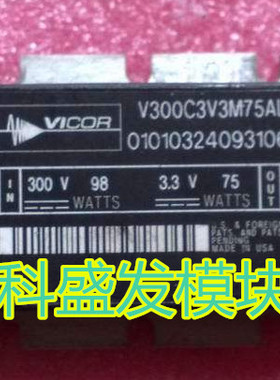 VICOR
V300C3V3M75AL
01010324093106
IN 300 V 98 WATTS 3.3 V 75 WATTS OUT
U.S. & FOREIGN
PATS. AND PATS.
PENDING
MADE IN USA
科盛发模块